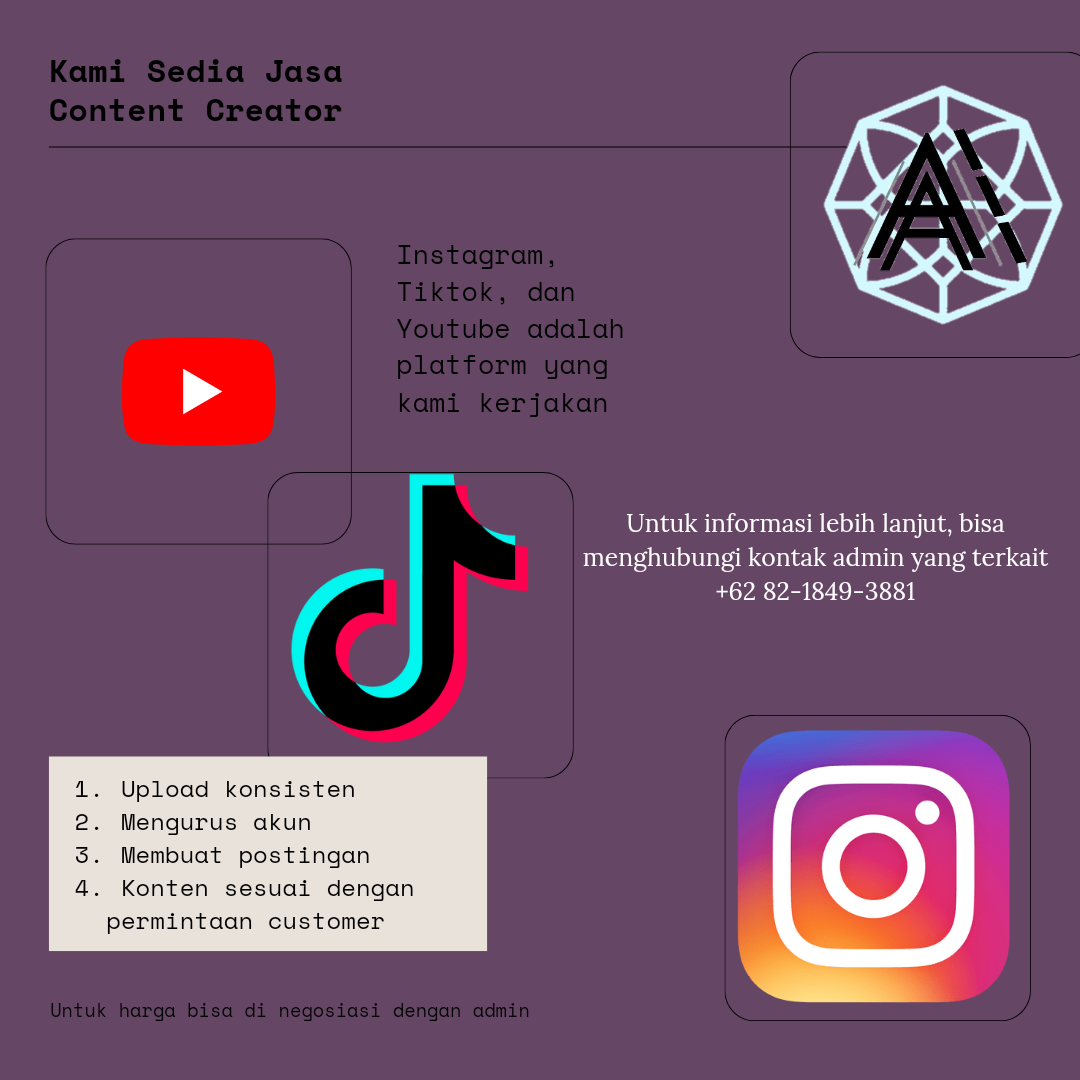 Kami Sedia Jasa
Content Creator
A
Instagram,
Tiktok, dan
Youtube adalah
platform yang
kami kerjakan
Untuk informasi lebih lanjut, bisa
menghubungi kontak admin yang terkait
+62 82-1849-3881
1. Upload konsisten
2. Mengurus akun
3. Membuat postingan
4. Konten sesuai dengan
permintaan customer
Untuk harga bisa di negosiasi dengan admin